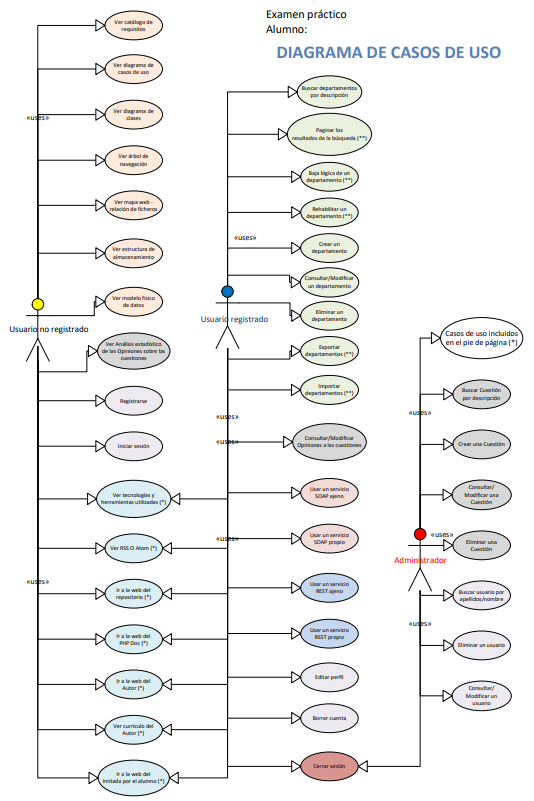 Examen práctico
Alumno:
DIAGRAMA DE CASOS DE USO
Ver catálogo de
requisitos
Ver diagrama de
casos de uso
«uses»
Ver diagrama de
clases
Ver árbol de
navegación
Ver mapa web -
relación de ficheros
Ver estructura de
almacenamiento
Ver modelo físico
de datos
Usuario no registrado
Ver Análisis estadístico
de las Opiniones sobre las
cuestiones
Registrarse
Iniciar sesión
Ver tecnologías y
herramientas utilizadas (*)
Ver RSS O Atom (*)
«uses»
Ir a la web del
repositorio (*)
Ir a la web del
PHP Doc (*)
Ir a la web del
Autor (*)
Ver currículo del
Autor (*)
Ir a la web del
imitada por el alumno (*)
Buscar departamentos
por descripción
Paginar los
resultados de la búsqueda (**)
Baja lógica de un
departamento (**)
Rehabilitar un
departamento (**)
«uses»
Crear un
departamento
Consultar/Modificar
un departamento
Eliminar un
departamento
Usuario registrado
Exportar
departamentos (**)
Importar
departamentos (**)
«uses»
«uses»
Consultar/Modificar
Opiniones a las cuestiones
Usar un servicio
SOAP ajeno
«uses»
Usar un servicio
SOAP propio
Usar un servicio
REST ajeno
Usar un servicio
REST propio
Editar perfil
Borrar cuenta
Cerrar sesión
Casos de uso incluidos
en el pie de página (*)
Buscar Cuestión
por descripción
«uses»
Crear una Cuestión
Consultar/
Modificar una
Cuestión
«uses»
Eliminar una
Cuestión
Administrador
Buscar usuario por
apellidos/nombre
«uses»
Eliminar un usuario
Consultar/
Modificar un
usuario